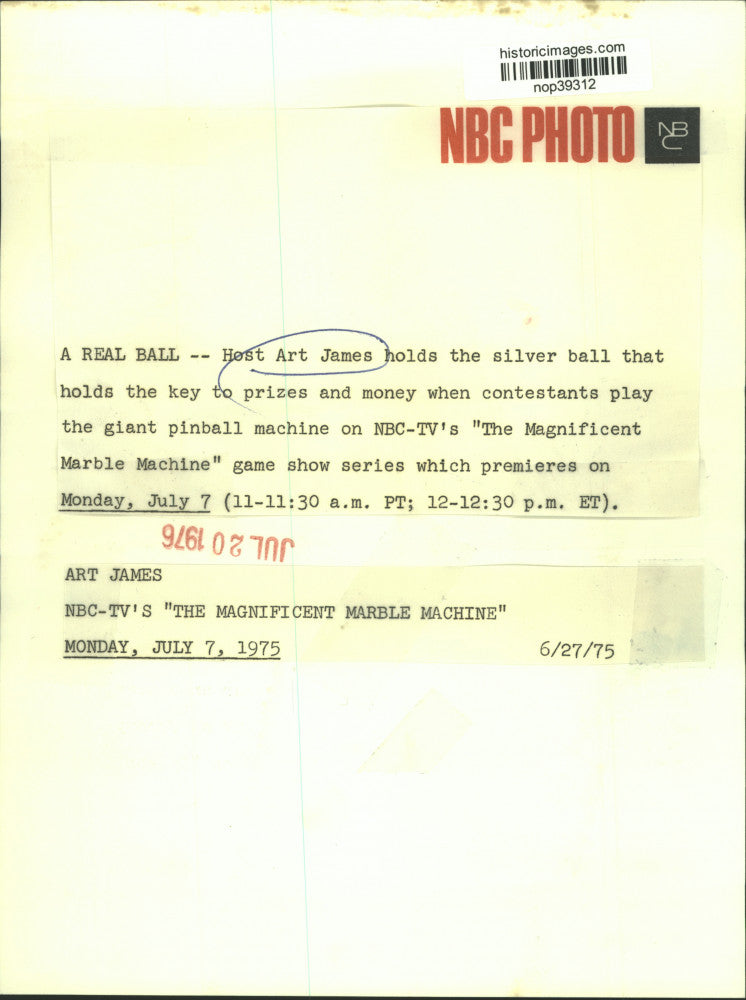 historicimages.com
nop39312
NBC PHOTO NBC
A REAL BALL -- Host Art James holds the silver ball that
holds the key to prizes and money when contestants play
the giant pinball machine on NBC-TV's "The Magnificent
Marble Machine" game show series which premieres on
Monday, July 7 (11-11:30 a.m. PT; 12-12:30 p.m. ET).
JUL 20 1976
ART JAMES
NBC-TV'S "THE MAGNIFICENT MARBLE MACHINE"
MONDAY, JULY 7, 1975 6/27/75